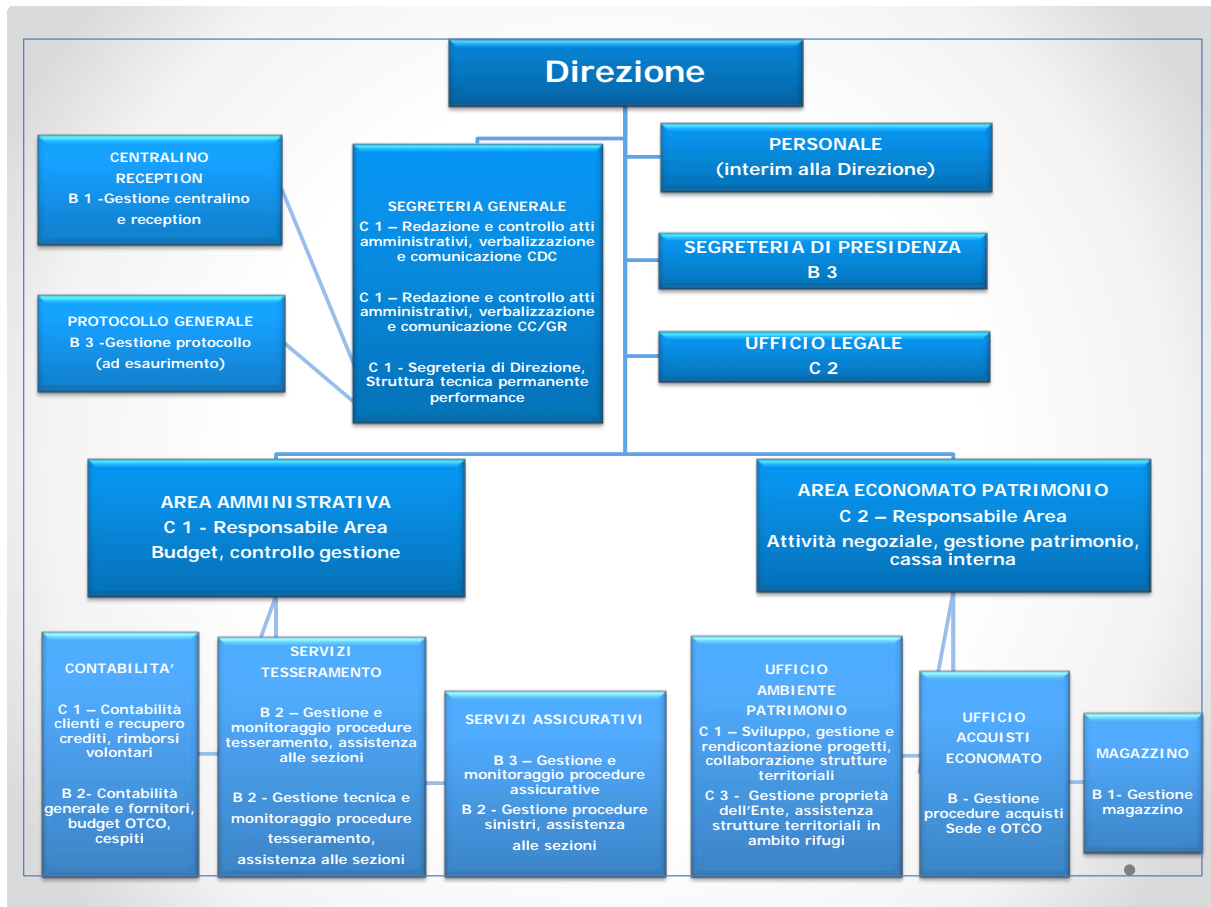 Direzione
CENTRALINO
RECEPTION
B 1 -Gestione centralino
e reception
PROTOCOLLO GENERALE
B 3 -Gestione protocollo
(ad esaurimento)
SEGRETERIA GENERALE
C 1 – Redazione e controllo atti
amministrativi, verbalizzazione
e comunicazione CDC
C 1 – Redazione e controllo atti
amministrativi, verbalizzazione
e comunicazione CC/GR
C 1 - Segreteria di Direzione,
Struttura tecnica permanente
performance
PERSONALE
(interim alla Direzione)
SEGRETERIA DI PRESIDENZA
B 3
UFFICIO LEGALE
C 2
AREA AMMINISTRATIVA
C 1 - Responsabile Area
Budget, controllo gestione
AREA ECONOMATO PATRIMONIO
C 2 – Responsabile Area
Attività negoziale, gestione patrimonio,
cassa interna
CONTABILITA'
C 1 – Contabilità
clienti e recupero
crediti, rimborsi
volontari
B 2- Contabilità
generale e fornitori,
budget OTCO,
cespiti
SERVIZI
TESSERAMENTO
B 2 – Gestione e
monitoraggio procedure
tesseramento, assistenza
alle sezioni
B 2 - Gestione tecnica e
monitoraggio procedure
tesseramento,
assistenza alle sezioni
SERVIZI ASSICURATIVI
B 3 – Gestione e
monitoraggio procedure
assicurative
B 2 - Gestione procedure
sinistri, assistenza
alle sezioni
UFFICIO
AMBIENTE
PATRIMONIO
C 1 – Sviluppo, gestione e
rendicontazione progetti,
collaborazione strutture
territoriali
C 3 - Gestione proprietà
dell'Ente, assistenza
strutture territoriali in
ambito rifugi
UFFICIO
ACQUISTI
ECONOMATO
B - Gestione
procedure acquisti
Sede e OTCO
MAGAZZINO
B 1- Gestione
magazzino